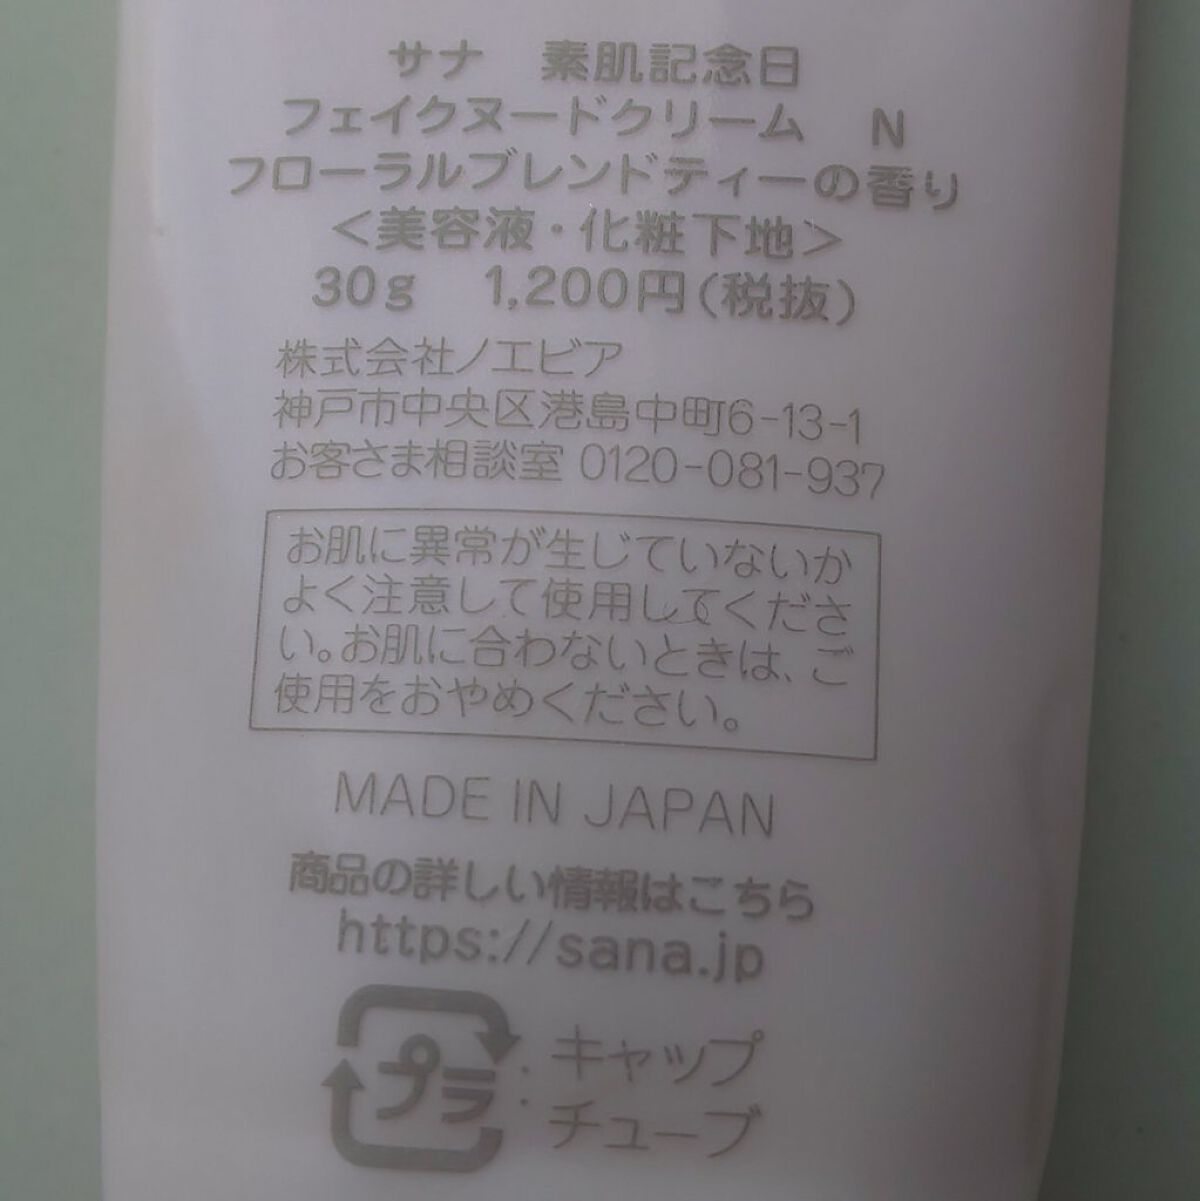 サナ　素肌記念日
フェイクヌードクリーム　N
フローラルブレンドティーの香り
＜美容液・化粧下地＞
30g　1,200円(税抜)
株式会社ノエビア
神戸市中央区港島中町6-13-1
お客さま相談室 0120-081-937
お肌に異常が生じていないか
よく注意して使用してくださ
い。お肌に合わないときは、ご
使用をおやめください。
MADE IN JAPAN
商品の詳しい情報はこちら
https://sana.jp
プラ : キャップ
チューブ